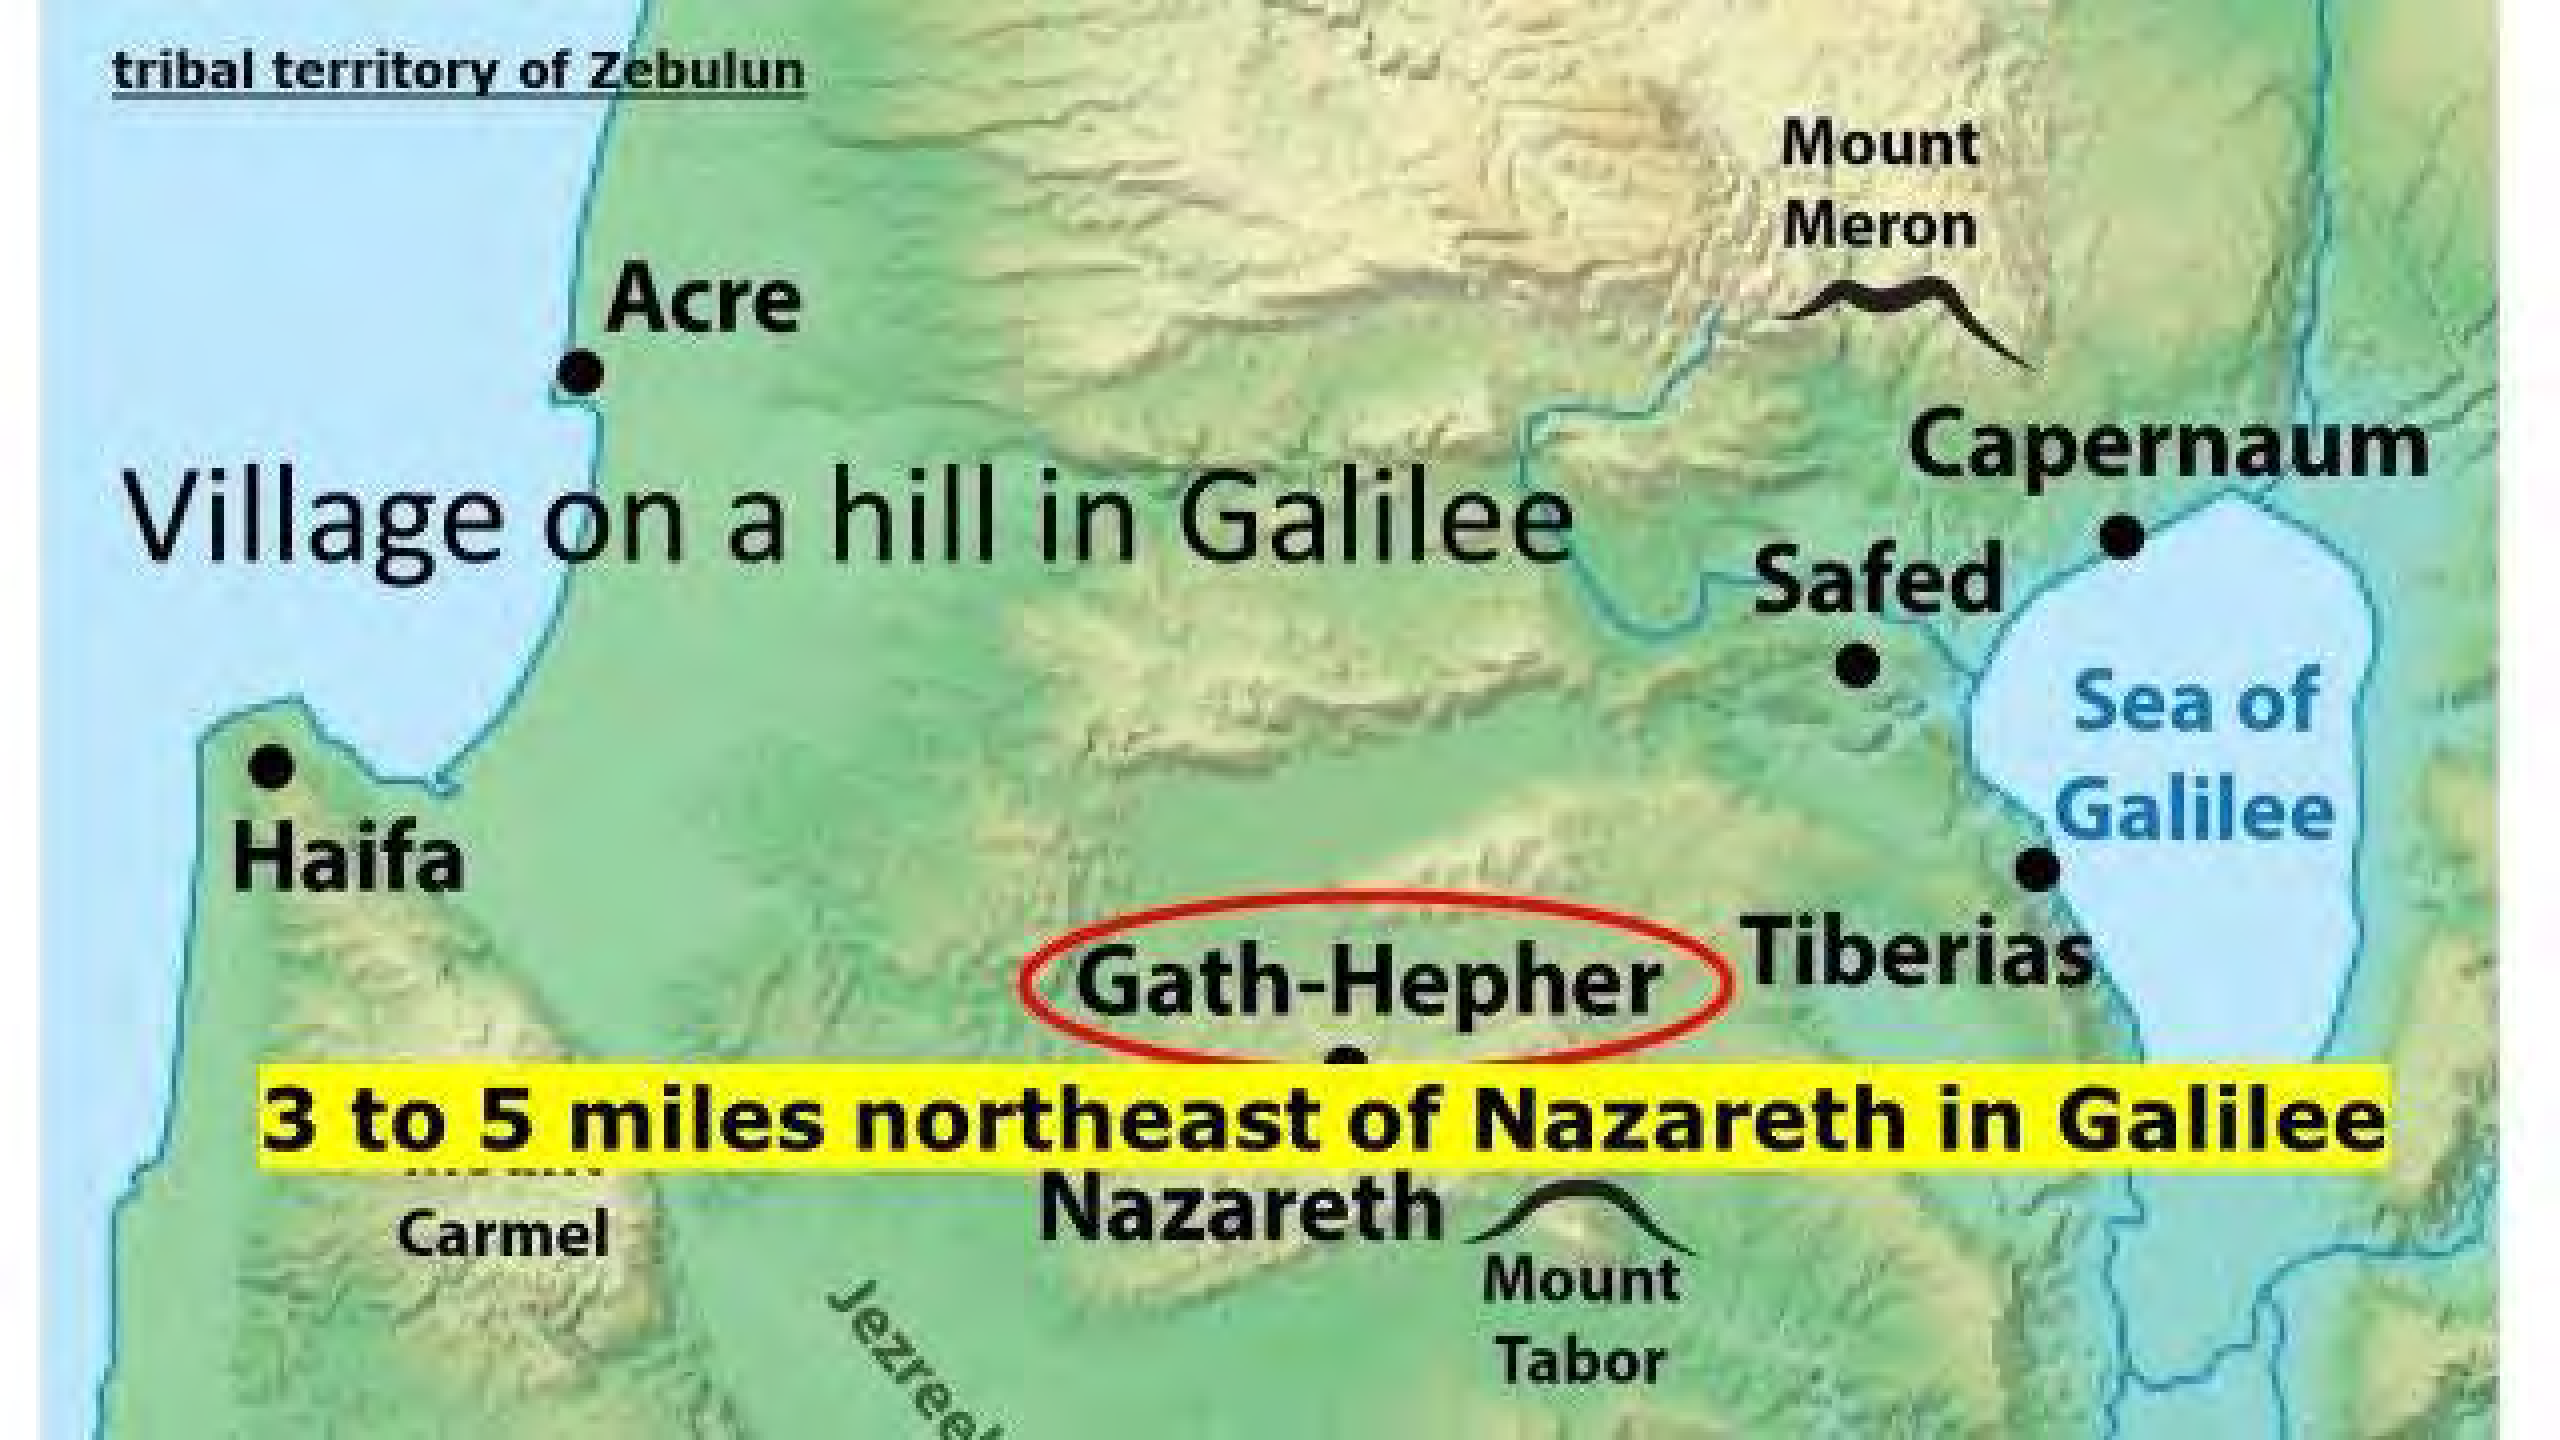 tribal territory of Zebulun
Mount
Meron
Acre
Capernaum
Village on a hill in Galilee
Safed
Sea of
Galilee
Haifa
Tiberias
Gath-Hepher
3 to 5 miles northeast of Nazareth in Galilee
Nazareth
Carmel
Mount
Tabor
Jezreel